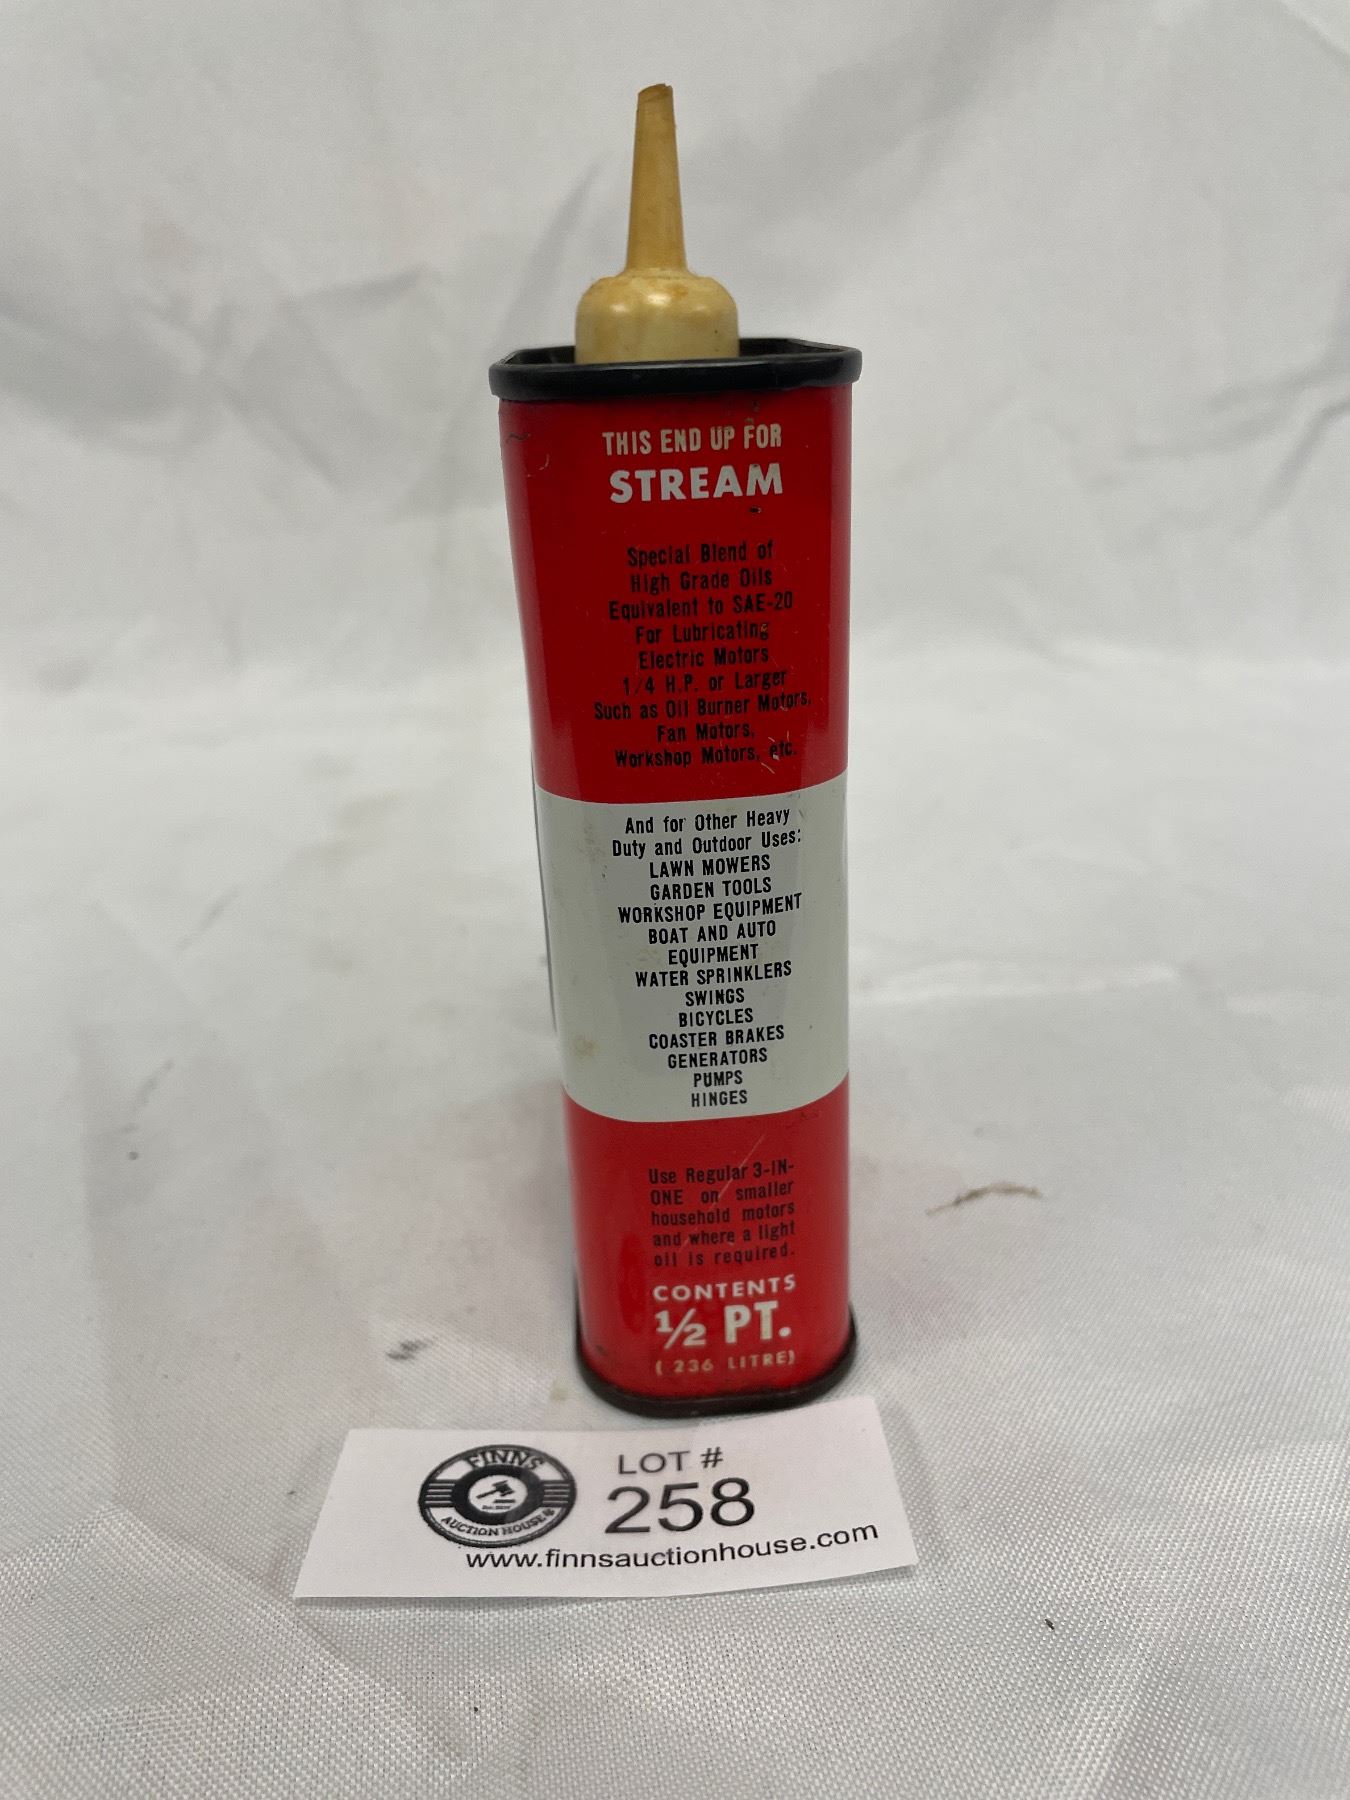 THIS END UP FOR
STREAM
Special Blend of
High Grade Oils
Equivalent to SAE-20
For Lubricating
Electric Motors
1/4 H.P. or Larger
Such as Oil Burner Motors,
Fan Motors,
Workshop Motors, etc.
And for Other Heavy
Duty and Outdoor Uses:
LAWN MOWERS
GARDEN TOOLS
WORKSHOP EQUIPMENT
BOAT AND AUTO
EQUIPMENT
WATER SPRINKLERS
SWINGS
BICYCLES
COASTER BRAKES
GENERATORS
PUMPS
HINGES
Use Regular 3-IN-
ONE on smaller
household motors
and where a light
oil is required.
CONTENTS
1/2 PT.
(.236 LITRE)
FINNS
AUCTION HOUSE
LOT #
258
www.finnsauctionhouse.com